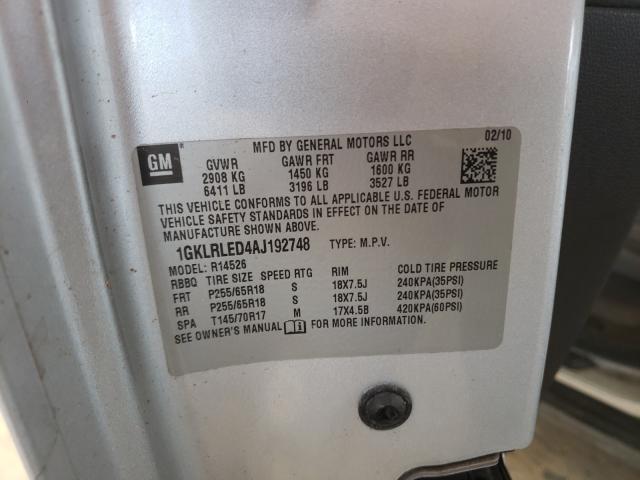 GM
MFD BY GENERAL MOTORS LLC 02/10
GVWR GAWR FRT GAWR RR
2908 KG 1450 KG 1600 KG
6411 LB 3196 LB 3527 LB
THIS VEHICLE CONFORMS TO ALL APPLICABLE U.S. FEDERAL MOTOR
VEHICLE SAFETY STANDARDS IN EFFECT ON THE DATE OF
MANUFACTURE SHOWN ABOVE.
1GKLRLED4AJ192748 TYPE: M.P.V.
MODEL: R14526
RBBQ TIRE SIZE SPEED RTG RIM COLD TIRE PRESSURE
FRT P255/65R18 S 18X7.5J 240KPA(35PSI)
RR P255/65R18 S 18X7.5J 240KPA(35PSI)
SPA T145/70R17 M 17X4.5B 420KPA(60PSI)
SEE OWNER'S MANUAL FOR MORE INFORMATION.